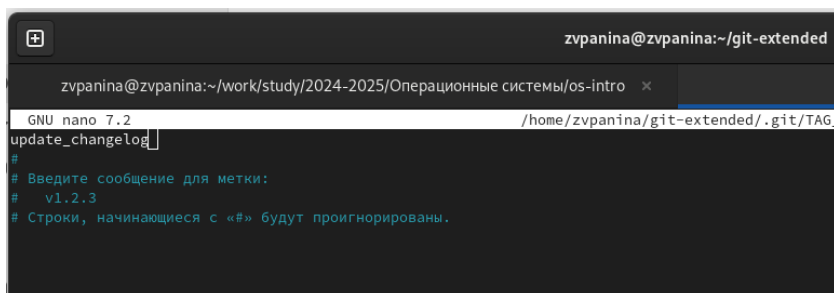 zvpanina@zvpanina:~/git-extended
zvpanina@zvpanina:~/work/study/2024-2025/Операционные системы/os-intro ×
GNU nano 7.2 /home/zvpanina/git-extended/.git/TAG_
update_changelog
#
# Введите сообщение для метки:
#   v1.2.3
# Строки, начинающиеся с «#» будут проигнорированы.